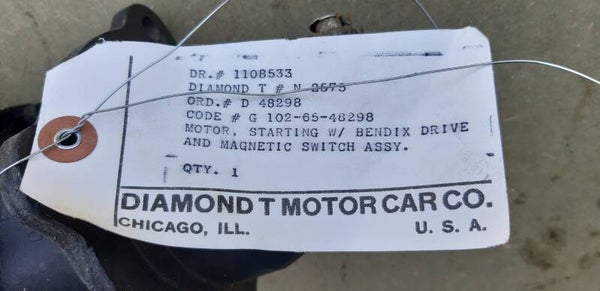 DR.# 1108533
DIAMOND T # N 2675
ORD.# D 48298
CODE # G 102-65-48298
MOTOR, STARTING W/ BENDIX DRIVE
AND MAGNETIC SWITCH ASSY.
QTY. 1
DIAMOND T MOTOR CAR CO.
CHICAGO, ILL. U. S. A.